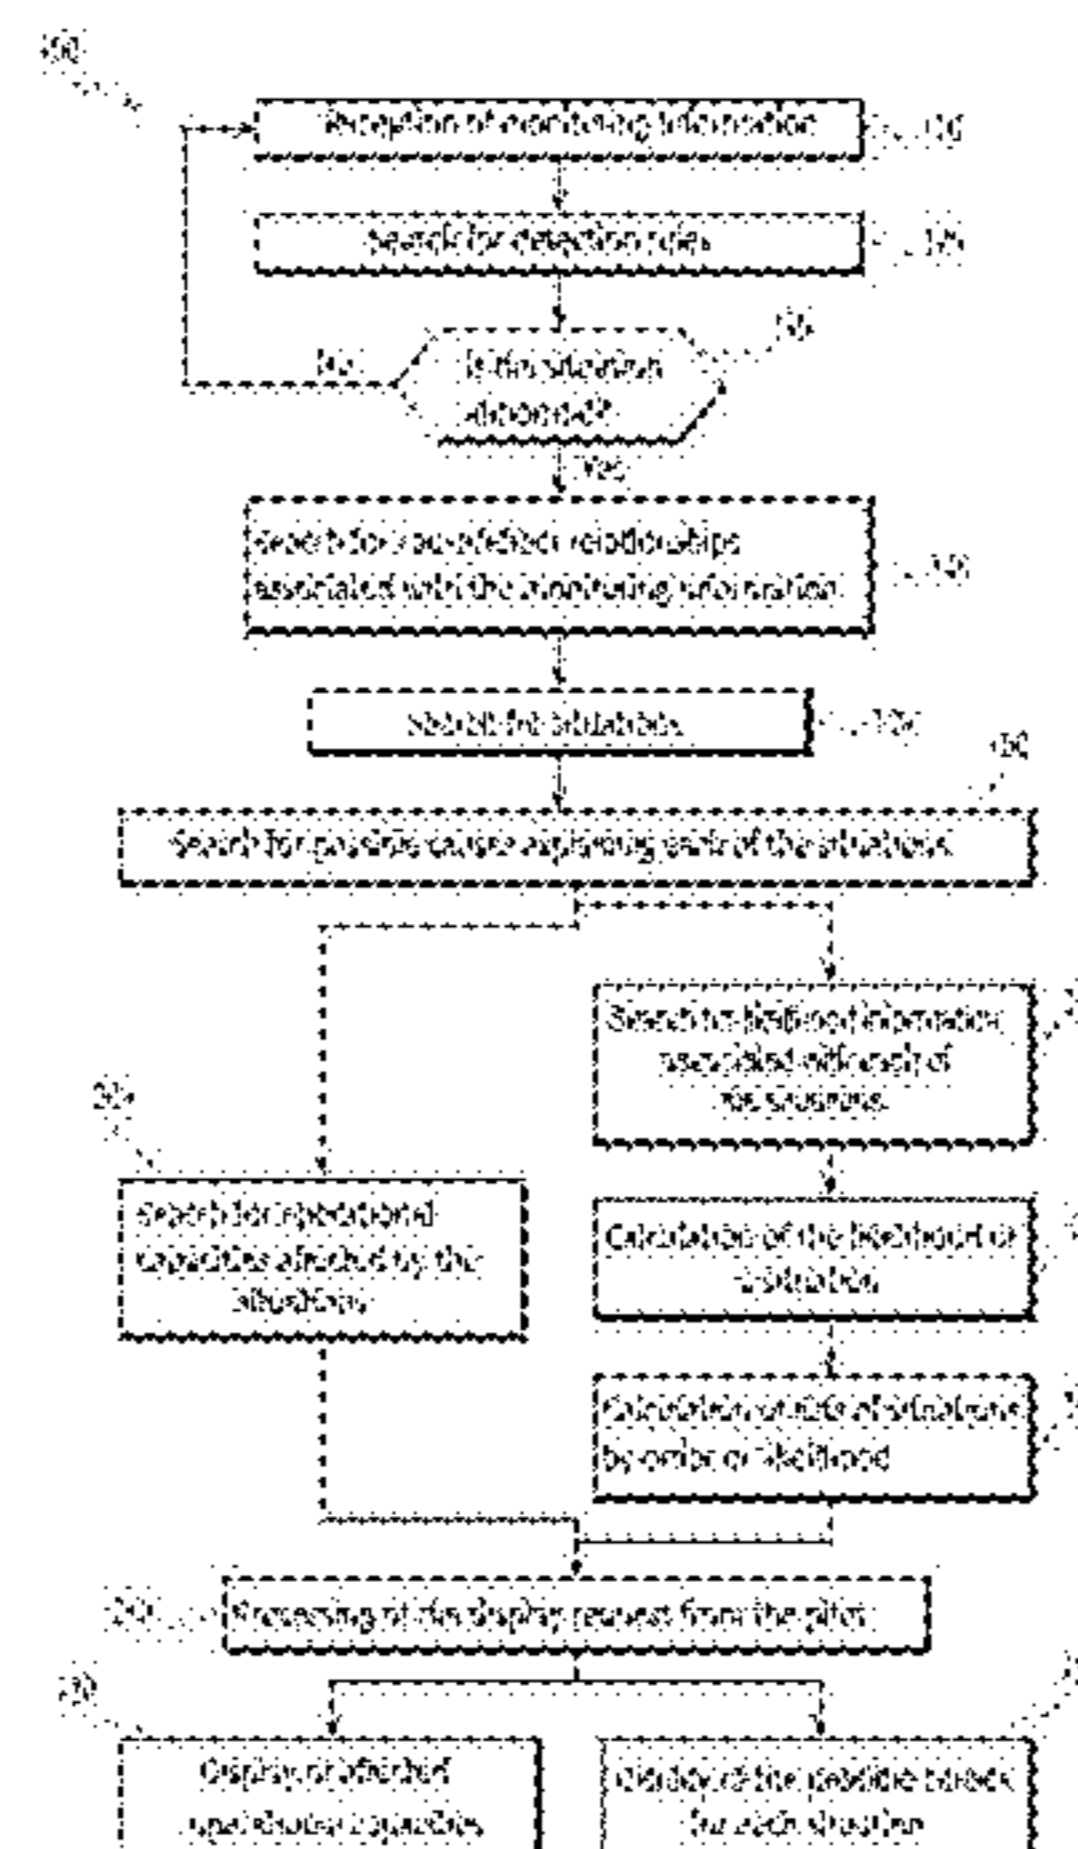 Reception of monitoring information
Search for detection rules
Is the situation
abnormal?
No
Yes
Search for cause/effect relationships
associated with the monitoring information
Search for situations
Search for possible causes explaining each of the situations
Search for likelihood information
associated with each of
the situations
Search for operational
capacities affected by the
situations
Calculation of the likelihood of
a situation
Calculation of lists of situations
by order of likelihood
Processing of the display request from the pilot
Display of affected
operational capacities
Display of the possible causes
for each situation